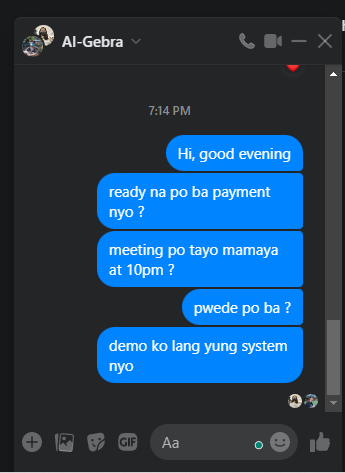 Al-Gebra
7:14 PM
Hi, good evening
ready na po ba payment
nyo ?
meeting po tayo mamaya
at 10pm ?
pwede po ba ?
demo ko lang yung system
nyo
GIF
Aa